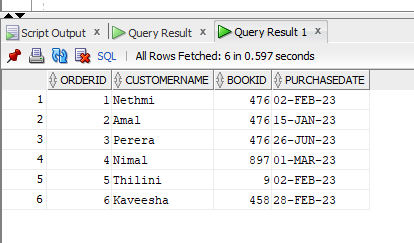 Script Output x Query Result x Query Result 1 x
SQL | All Rows Fetched: 6 in 0.597 seconds
ORDERID CUSTOMERNAME BOOKID PURCHASEDATE
1 1 Nethmi 476 02-FEB-23
2 2 Amal 476 15-JAN-23
3 3 Perera 476 26-JUN-23
4 4 Nimal 897 01-MAR-23
5 5 Thilini 9 02-FEB-23
6 6 Kaveesha 458 28-FEB-23